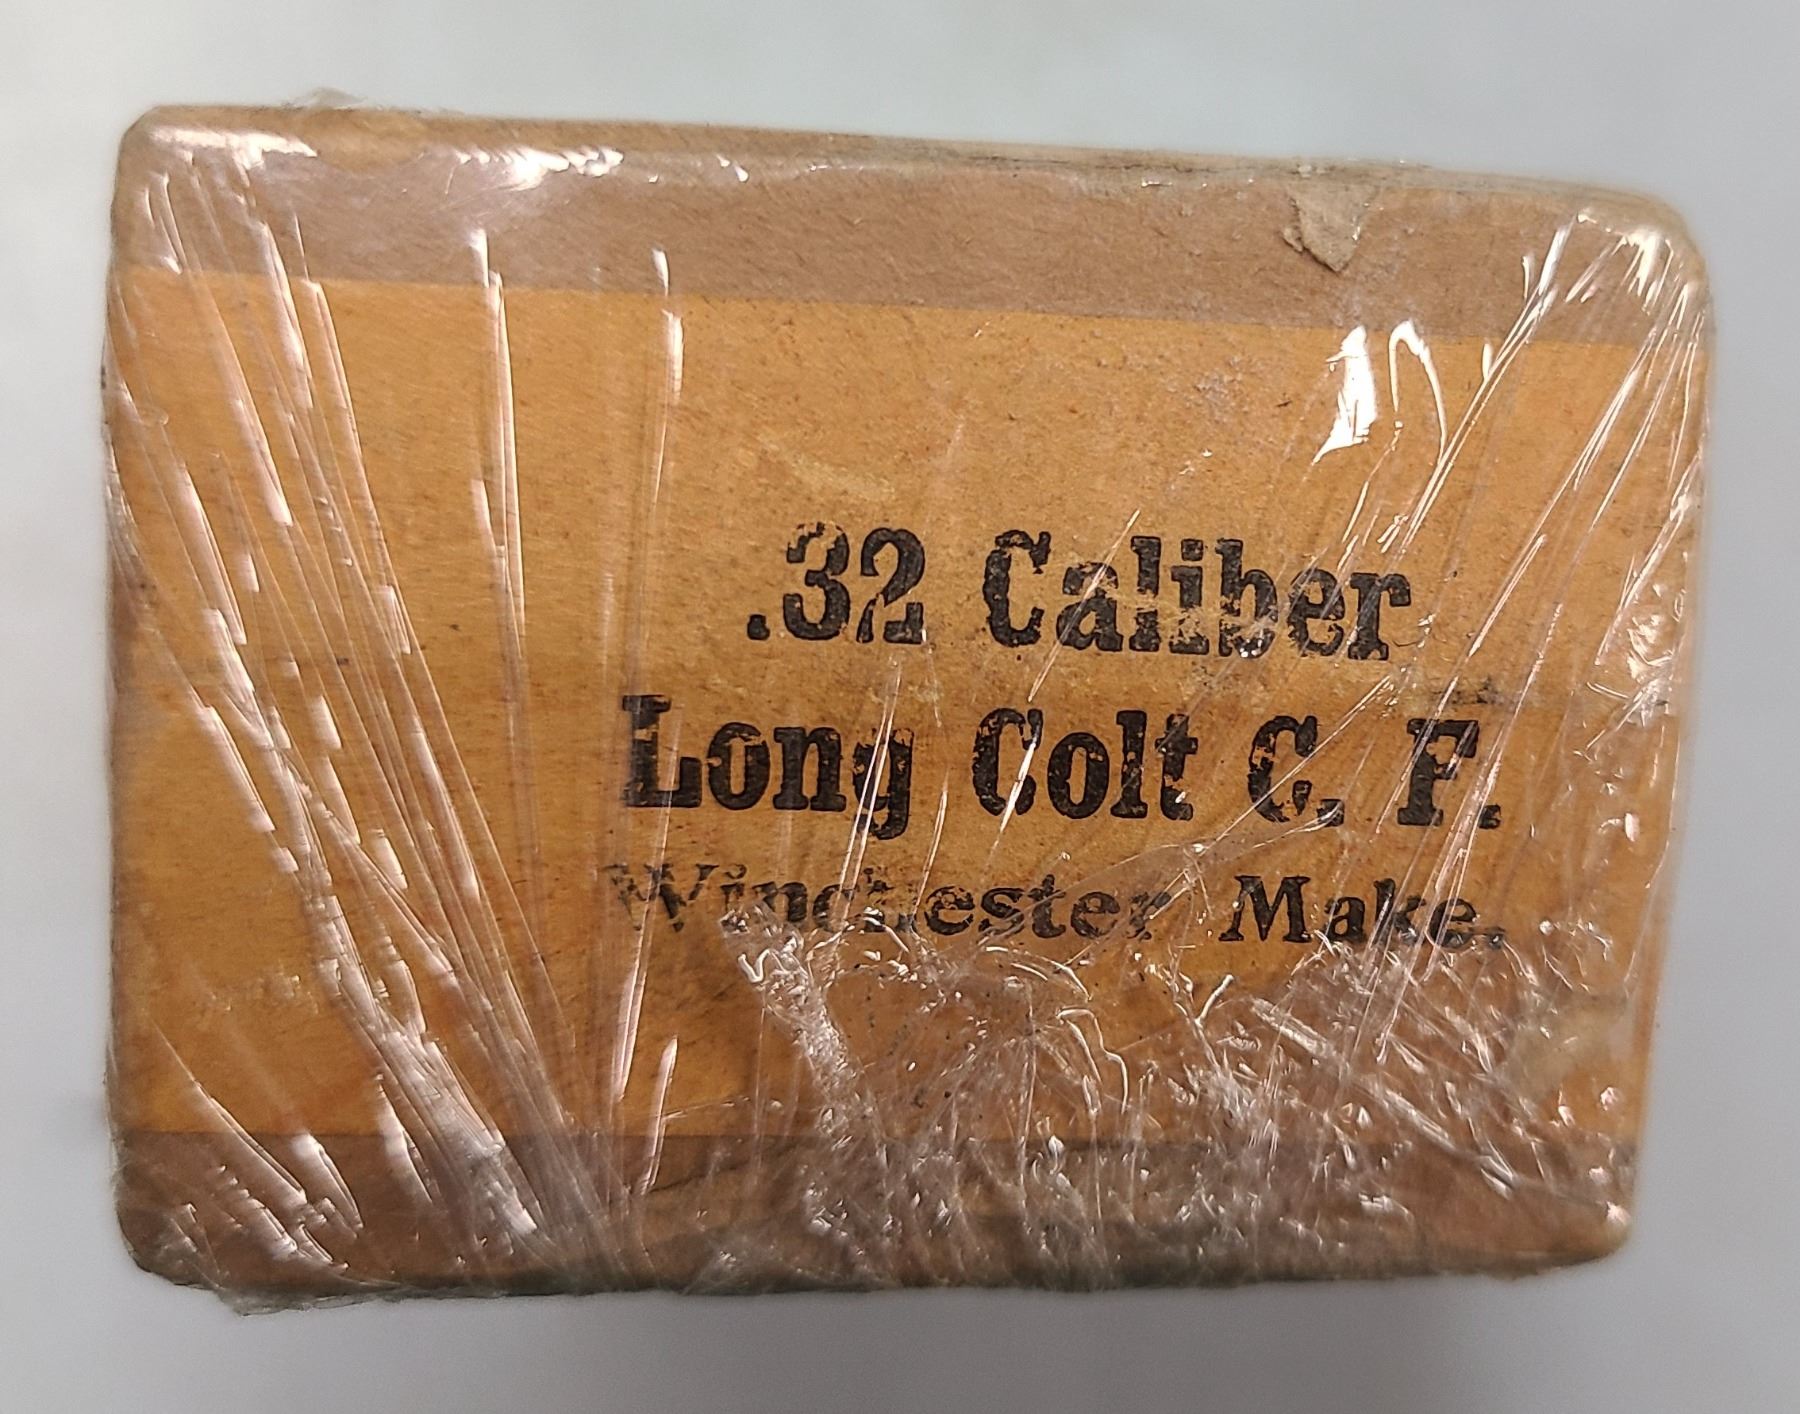 .32 Caliber
Long Colt C. F.
Winchester Make.